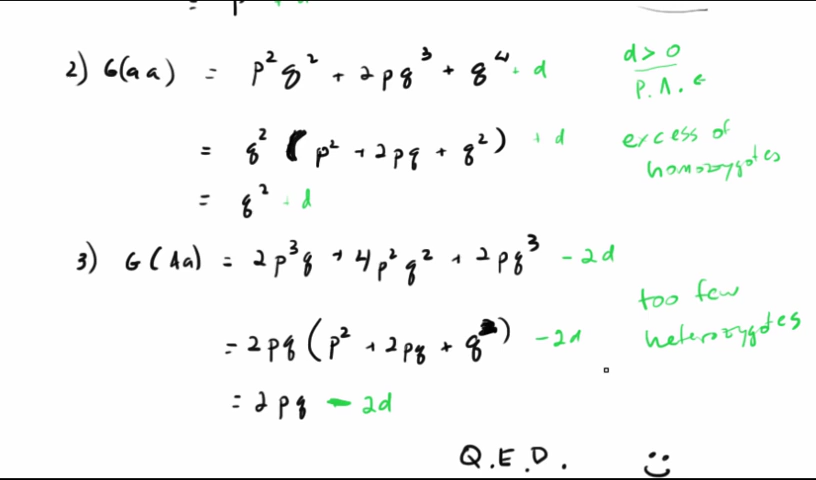 = p + d
2) G(aa) = p²q² + 2pq³ + q⁴ + d
d > 0
P.A. ←
= q² (p² + 2pq + q²) + d
excess of
homozygotes
= q² + d
3) G(Aa) = 2p³q + 4p²q² + 2pq³ - 2d
too few
heterozygotes
= 2pq (p² + 2pq + q²) - 2d
= 2pq - 2d
Q.E.D. :)